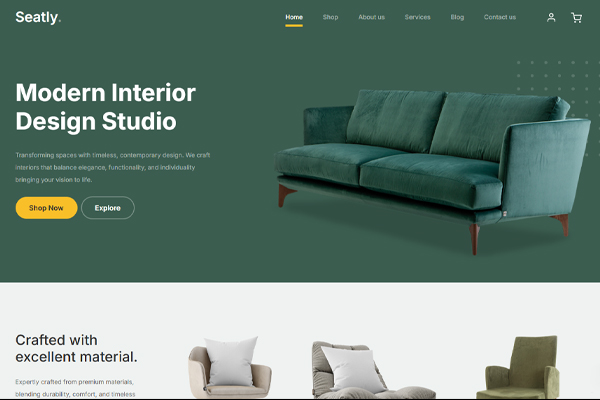 Seatly.
Home Shop About us Services Blog Contact us
Modern Interior
Design Studio
Transforming spaces with timeless, contemporary design. We craft
interiors that balance elegance, functionality, and individuality
bringing your vision to life.
Shop Now Explore
Crafted with
excellent material.
Expertly crafted from premium materials,
blending durability, comfort, and timeless